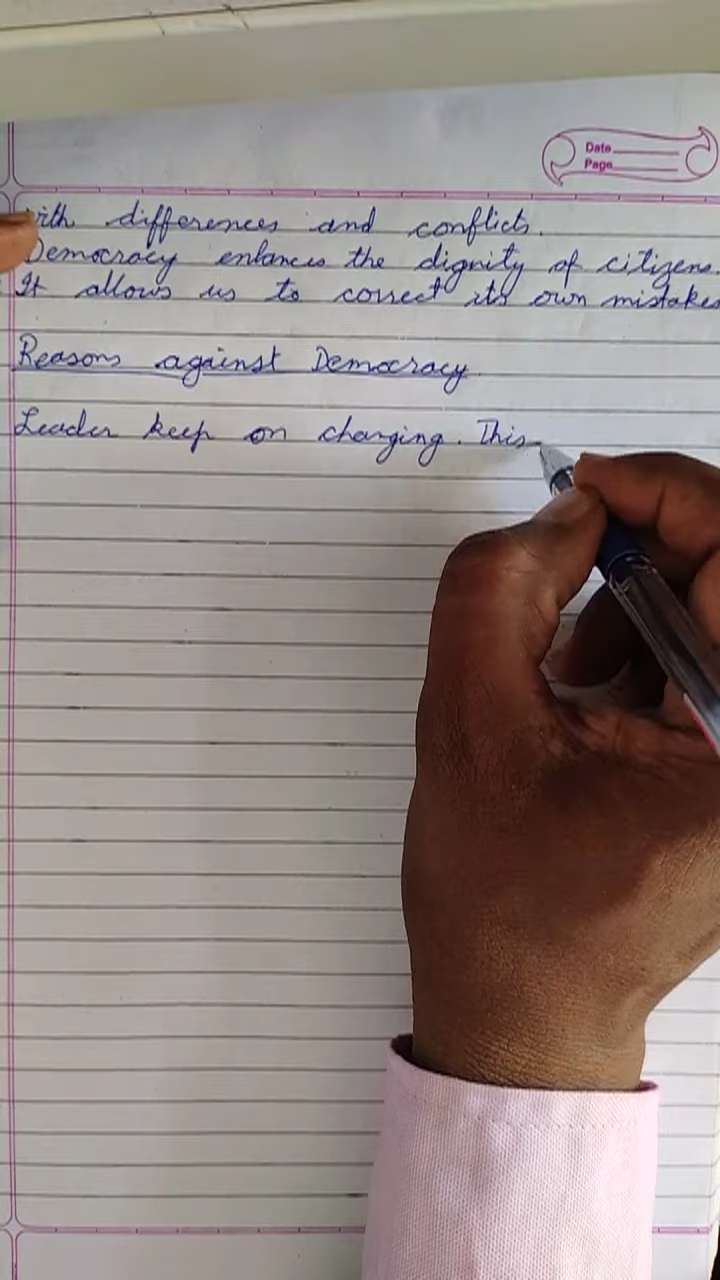 Date
Page
with differences and conflicts.
Democracy enhances the dignity of citizens.
It allows us to correct its own mistakes
Reasons against Democracy
Leader keep on changing. This